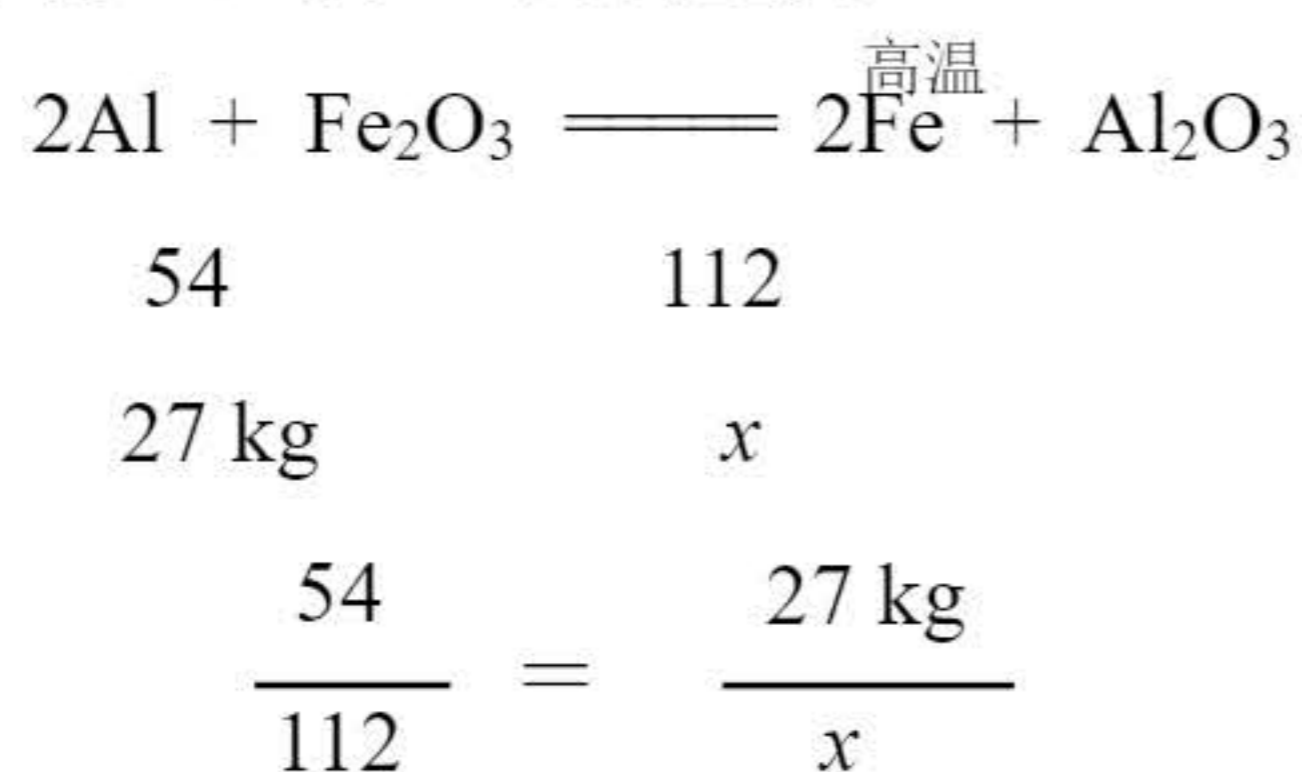 高温
2Al + Fe₂O₃ ═══ 2Fe + Al₂O₃
54 112
27 kg x
54 27 kg
— = —
112 x